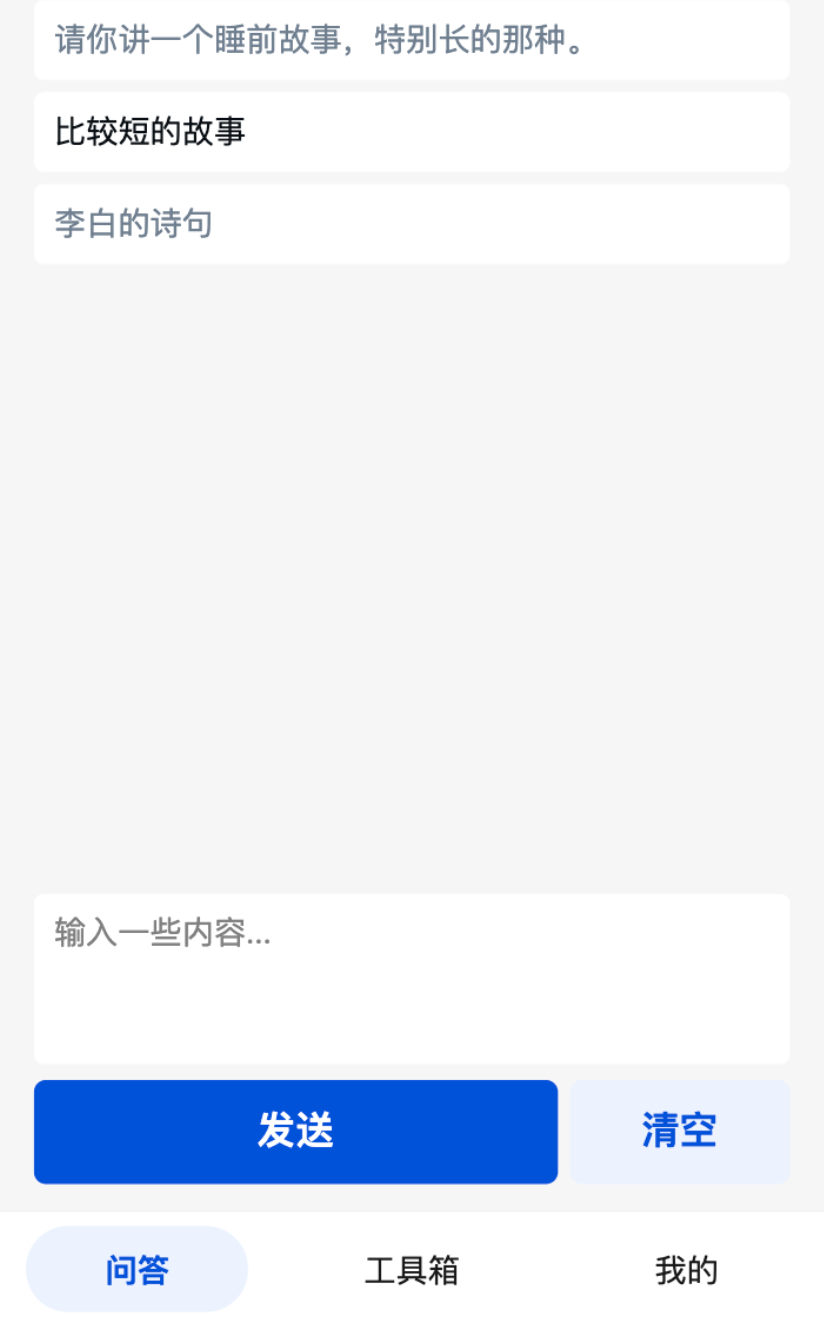 请你讲一个睡前故事，特别长的那种。
比较短的故事
李白的诗句
输入一些内容...
发送
清空
问答
工具箱
我的